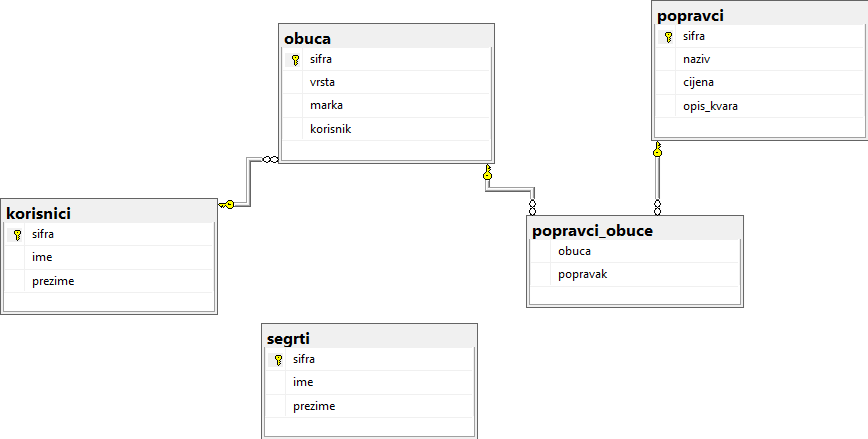 obuca
sifra
vrsta
marka
korisnik
popravci
sifra
naziv
cijena
opis_kvara
korisnici
sifra
ime
prezime
popravci_obuce
obuca
popravak
segrti
sifra
ime
prezime